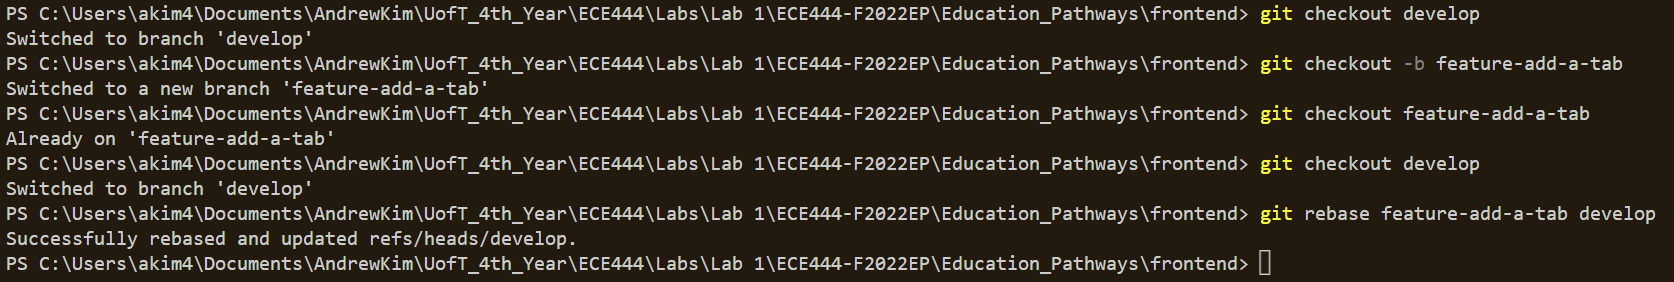 PS C:\Users\akim4\Documents\AndrewKim\UofT_4th_Year\ECE444\Labs\Lab 1\ECE444-F2022EP\Education_Pathways\frontend> git checkout develop
Switched to branch 'develop'
PS C:\Users\akim4\Documents\AndrewKim\UofT_4th_Year\ECE444\Labs\Lab 1\ECE444-F2022EP\Education_Pathways\frontend> git checkout -b feature-add-a-tab
Switched to a new branch 'feature-add-a-tab'
PS C:\Users\akim4\Documents\AndrewKim\UofT_4th_Year\ECE444\Labs\Lab 1\ECE444-F2022EP\Education_Pathways\frontend> git checkout feature-add-a-tab
Already on 'feature-add-a-tab'
PS C:\Users\akim4\Documents\AndrewKim\UofT_4th_Year\ECE444\Labs\Lab 1\ECE444-F2022EP\Education_Pathways\frontend> git checkout develop
Switched to branch 'develop'
PS C:\Users\akim4\Documents\AndrewKim\UofT_4th_Year\ECE444\Labs\Lab 1\ECE444-F2022EP\Education_Pathways\frontend> git rebase feature-add-a-tab develop
Successfully rebased and updated refs/heads/develop.
PS C:\Users\akim4\Documents\AndrewKim\UofT_4th_Year\ECE444\Labs\Lab 1\ECE444-F2022EP\Education_Pathways\frontend>